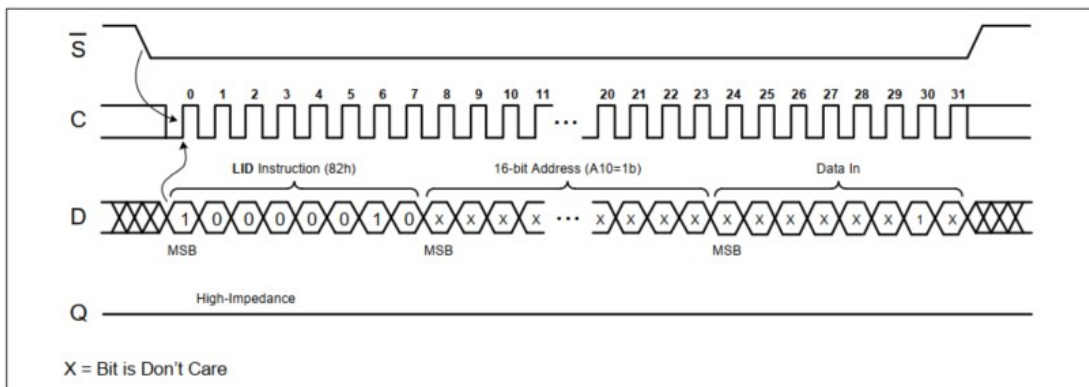 S
0 1 2 3 4 5 6 7 8 9 10 11 20 21 22 23 24 25 26 27 28 29 30 31
C ...
LID Instruction (82h) 16-bit Address (A10=1b) Data In
D 1 0 0 0 0 0 1 0 X X X X ... X X X X X X X X X X 1 X
MSB MSB MSB
High-Impedance
Q
X = Bit is Don't Care